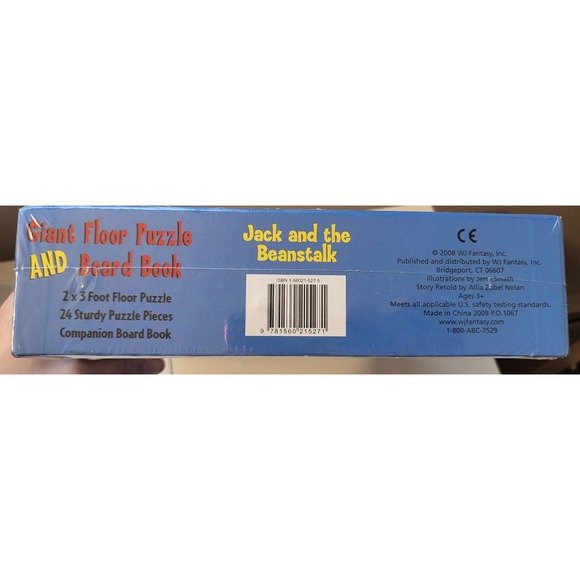 Giant Floor Puzzle
AND Board Book
2 x 3 Foot Floor Puzzle
24 Sturdy Puzzle Pieces
Companion Board Book
Jack and the
Beanstalk
ISBN 1-56021-527-5
9 781560 215271
CE
© 2008 WJ Fantasy, Inc.
Published and distributed by WJ Fantasy, Inc.
Bridgeport, CT 06607
Illustrations by Jerry Smath
Story Retold by Allia Zobel Nolan
Ages 3+
Meets all applicable U.S. safety testing standards.
Made in China 2009 P.O.1067
www.wjfantasy.com
1-800-ABC-7529